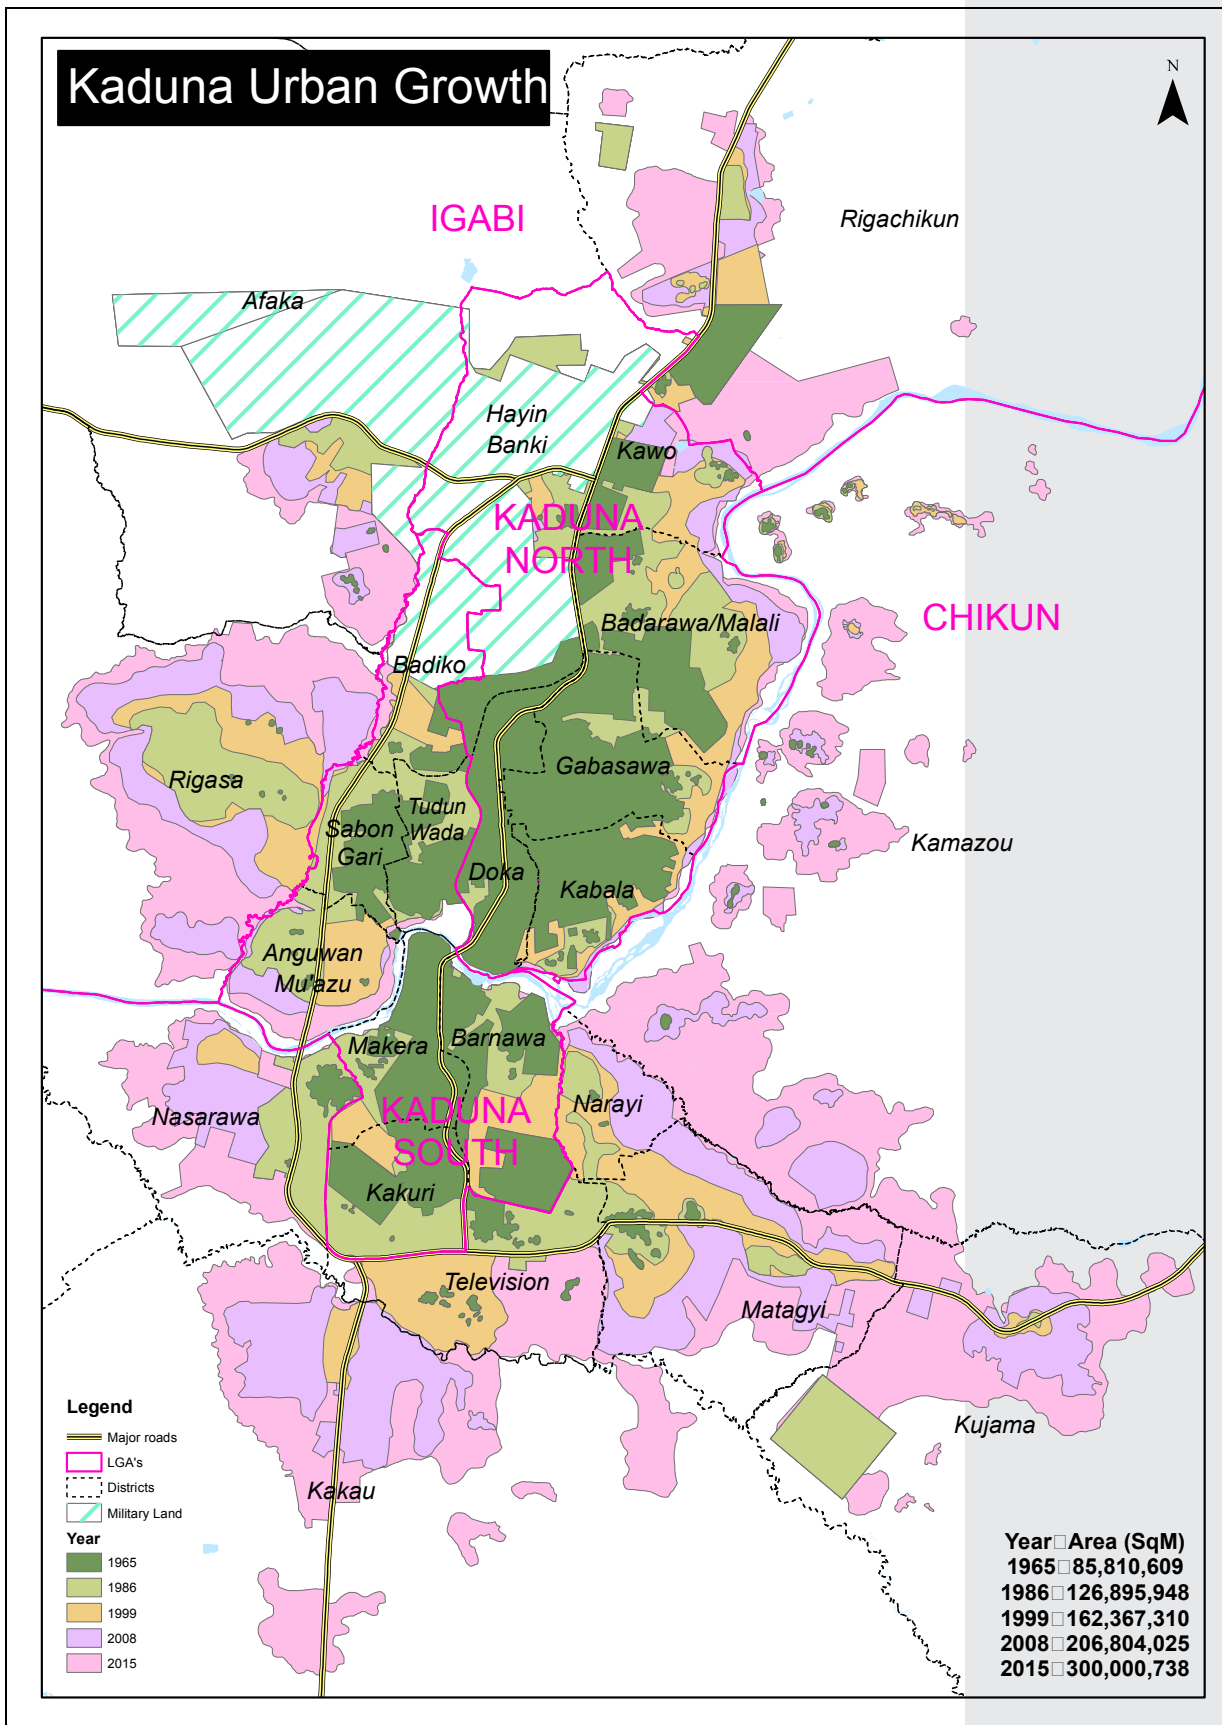 Kaduna Urban Growth
N
IGABI
Rigachikun
Afaka
Hayin
Banki
Kawo
KADUNA
NORTH
CHIKUN
Badarawa/Malali
Badiko
Gabasawa
Rigasa
Tudun
Wada
Sabon
Gari
Kamazou
Doka
Kabala
Anguwan
Mu'azu
Makera
Barnawa
Nasarawa
KADUNA
SOUTH
Narayi
Kakuri
Television
Matagyi
Kujama
Kakau
Legend
Major roads
LGA's
Districts
Military Land
Year
1965
1986
1999
2008
2015
Year□Area (SqM)
1965□85,810,609
1986□126,895,948
1999□162,367,310
2008□206,804,025
2015□300,000,738